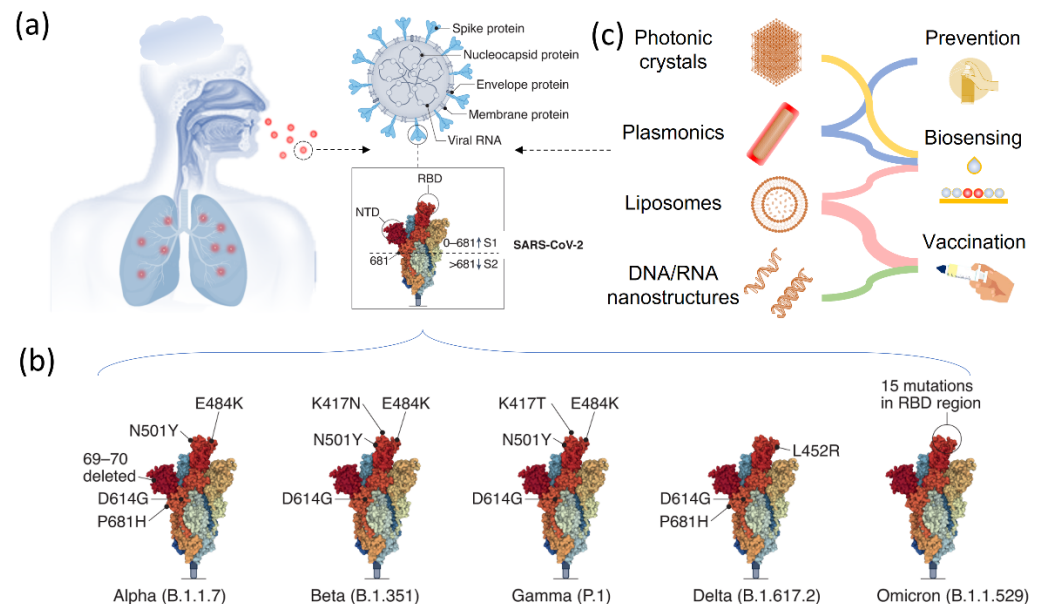 (a)
Spike protein
Nucleocapsid protein
Envelope protein
Membrane protein
Viral RNA
RBD
NTD
0–681↑ S1
681
>681↓ S2
SARS-CoV-2
(c)
Photonic
crystals
Plasmonics
Liposomes
DNA/RNA
nanostructures
Prevention
Biosensing
Vaccination
(b)
E484K
N501Y
69–70
deleted
D614G
P681H
Alpha (B.1.1.7)
K417N
E484K
N501Y
D614G
Beta (B.1.351)
K417T
E484K
N501Y
D614G
Gamma (P.1)
L452R
D614G
P681H
Delta (B.1.617.2)
15 mutations
in RBD region
Omicron (B.1.1.529)